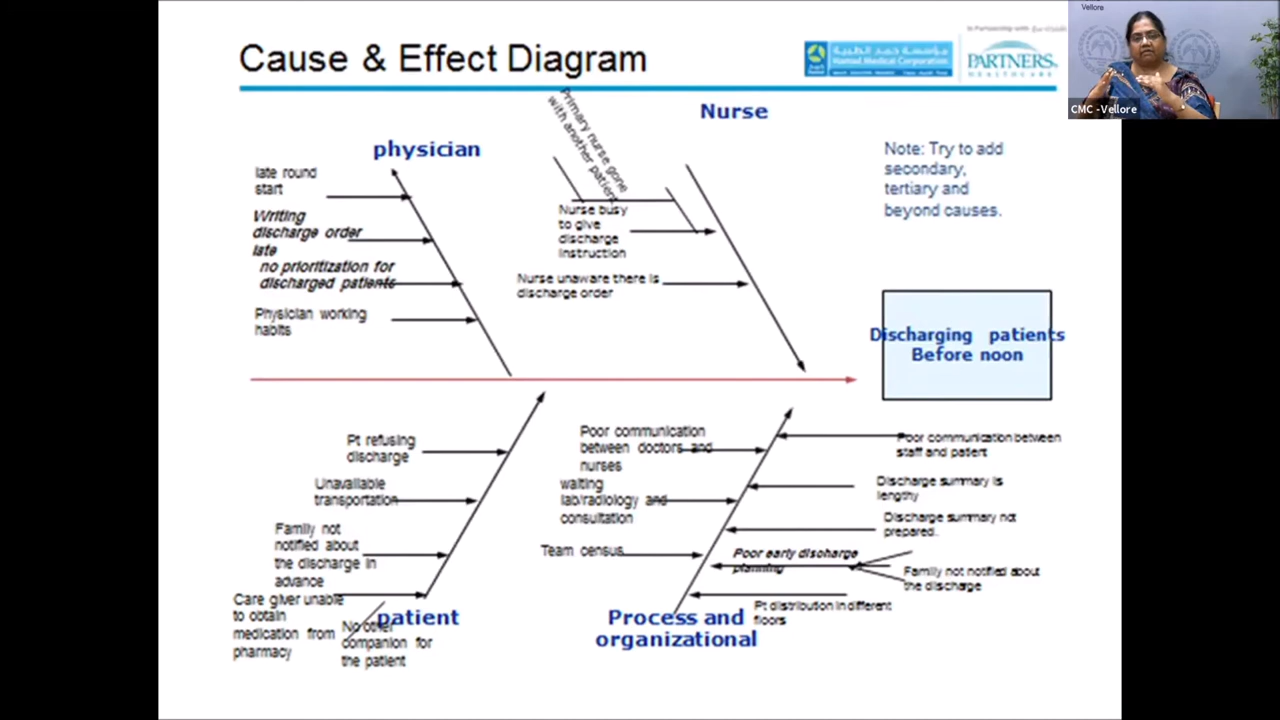 Cause & Effect Diagram
In Partnership with
مؤسسة حمد الطبية
Hamad Medical Corporation
PARTNERS
HEALTHCARE
Vellore
CMC -Vellore
Nurse
physician
Primary nurse gone
with another patient
Note: Try to add
secondary,
tertiary and
beyond causes.
late round
start
Writing
discharge order
late
no prioritization for
discharged patients
Physician working
habits
Nurse busy
to give
discharge
instruction
Nurse unaware there is
discharge order
Discharging patients
Before noon
Pt refusing
discharge
Unavailable
transportation
Family not
notified about
the discharge in
advance
Care giver unable
to obtain
medication from
pharmacy
No other
companion for
the patient
patient
Poor communication
between doctors and
nurses
waiting
lab/radiology and
consultation
Team census
Process and
organizational
Poor communication between
staff and patient
Discharge summary is
lengthy
Discharge summary not
prepared.
Poor early discharge
planning
Family not notified about
the discharge
Pt distribution in different
floors